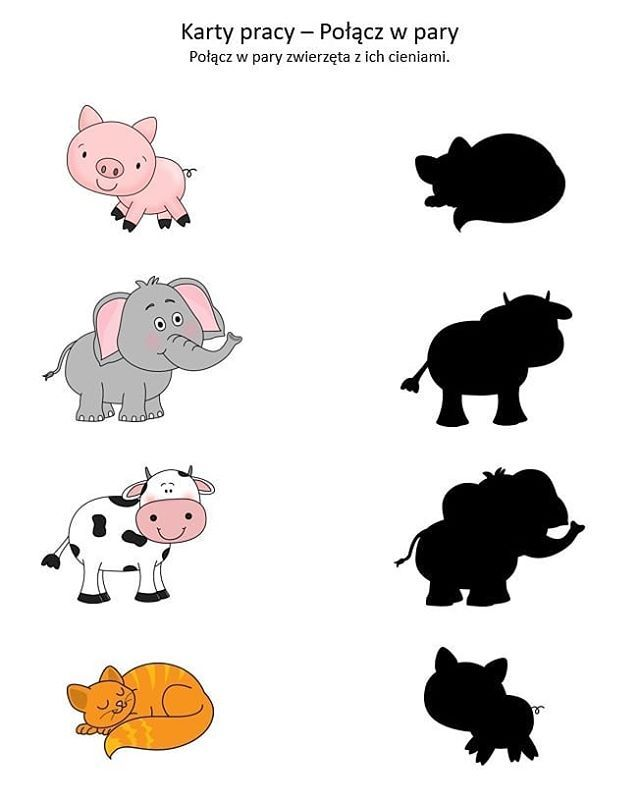 Karty pracy – Połącz w pary
Połącz w pary zwierzęta z ich cieniami.